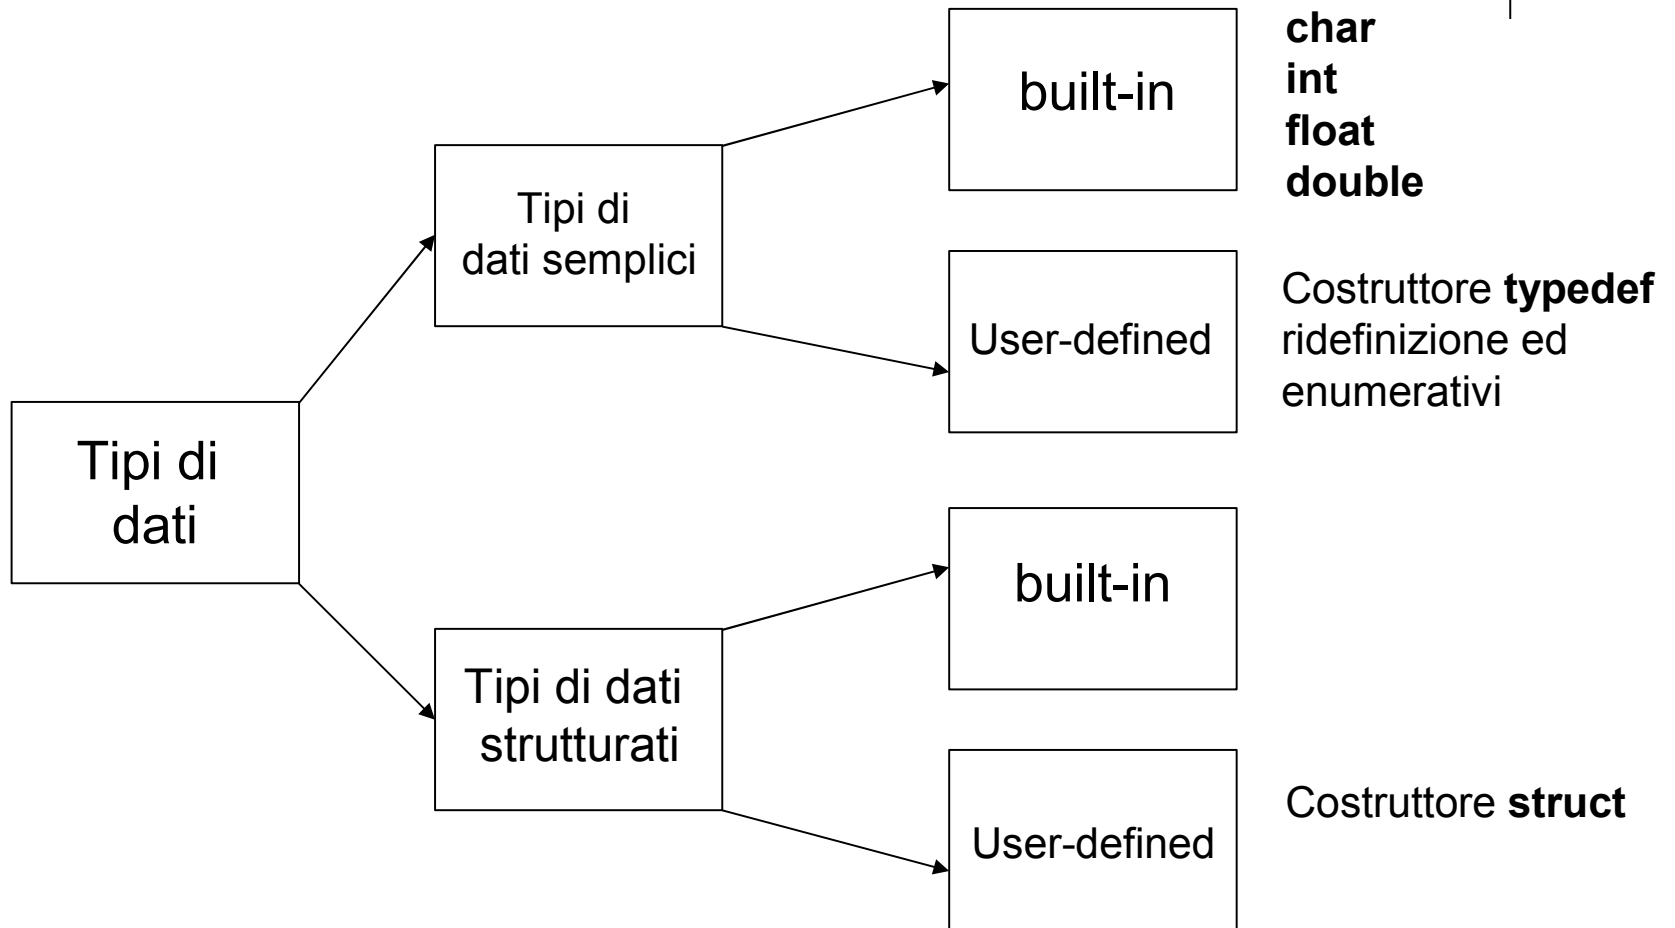 char
int
float
double
built-in
Tipi di
dati semplici
Costruttore typedef
ridefinizione ed
enumerativi
User-defined
Tipi di
dati
built-in
Tipi di dati
strutturati
Costruttore struct
User-defined